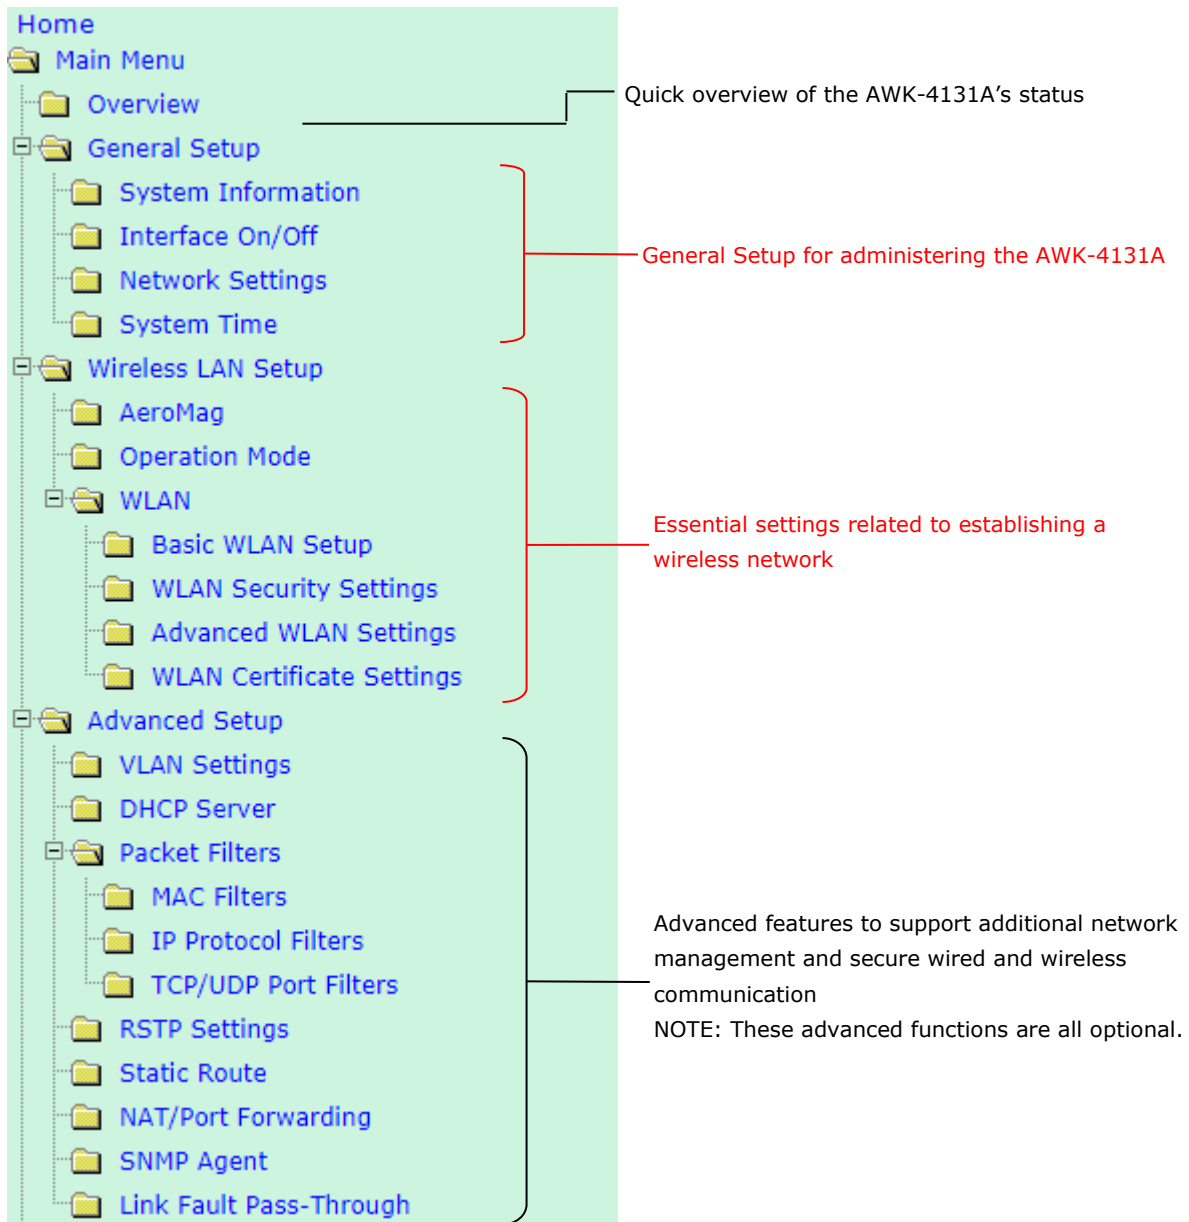 Home
Main Menu
Overview
Quick overview of the AWK-4131A’s status
General Setup
System Information
Interface On/Off
Network Settings
System Time
General Setup for administering the AWK-4131A
Wireless LAN Setup
AeroMag
Operation Mode
WLAN
Basic WLAN Setup
WLAN Security Settings
Advanced WLAN Settings
WLAN Certificate Settings
Essential settings related to establishing a
wireless network
Advanced Setup
VLAN Settings
DHCP Server
Packet Filters
MAC Filters
IP Protocol Filters
TCP/UDP Port Filters
RSTP Settings
Static Route
NAT/Port Forwarding
SNMP Agent
Link Fault Pass-Through
Advanced features to support additional network
management and secure wired and wireless
communication
NOTE: These advanced functions are all optional.